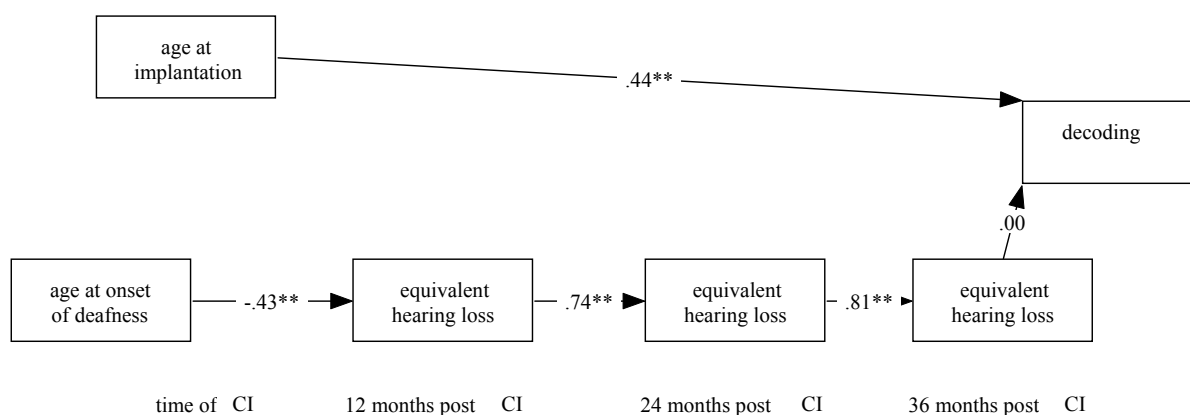 age at
implantation
.44**
decoding
.00
age at onset
of deafness
-.43**
equivalent
hearing loss
.74**
equivalent
hearing loss
.81**
equivalent
hearing loss
time of CI
12 months post CI
24 months post CI
36 months post CI